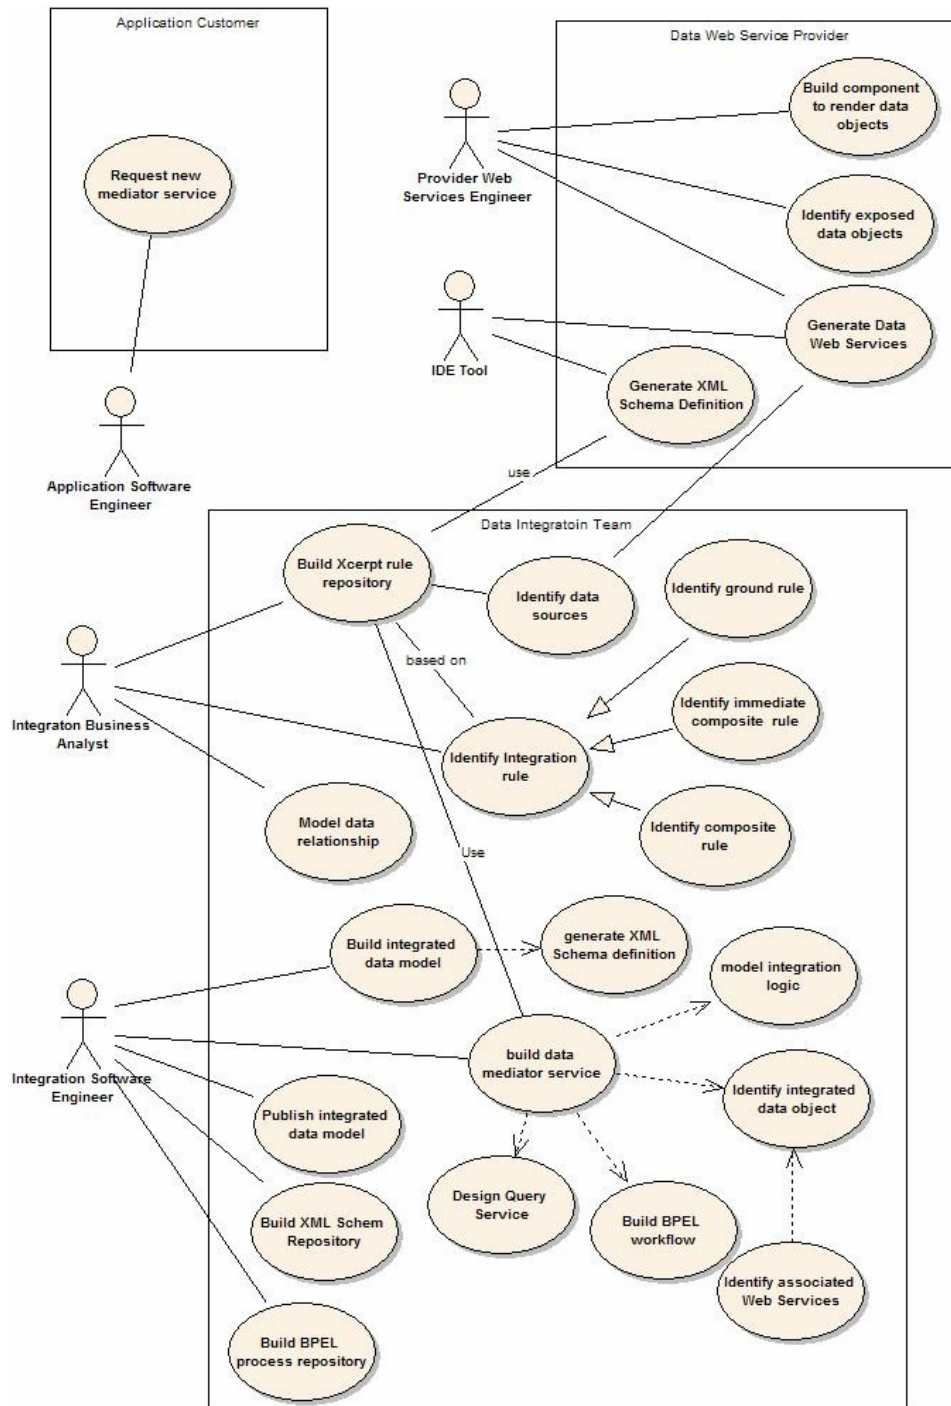 Application Customer
Data Web Service Provider
Build component
to render data
objects
Request new
mediator service
Provider Web
Services Engineer
Identify exposed
data objects
Generate Data
Web Services
IDE Tool
Generate XML
Schema Definition
Application Software
Engineer
use
Data Integratoin Team
Build Xcerpt rule
repository
Identify data
sources
Identify ground rule
based on
Integraton Business
Analyst
Identify immediate
composite rule
Identify Integration
rule
Model data
relationship
Identify composite
rule
Use
Build integrated
data model
generate XML
Schema definition
model integration
logic
build data
mediator service
Integration Software
Engineer
Identify integrated
data object
Publish integrated
data model
Design Query
Service
Build XML Schem
Repository
Build BPEL
workflow
Identify associated
Web Services
Build BPEL
process repository